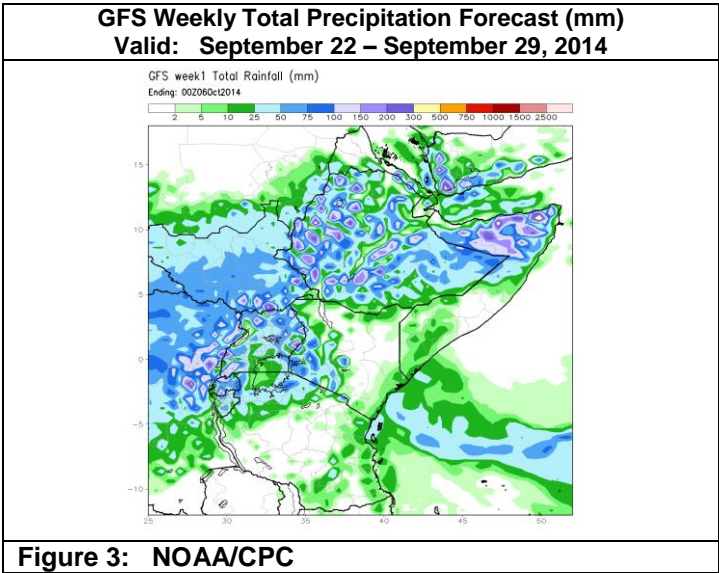 GFS Weekly Total Precipitation Forecast (mm)
Valid: September 22 – September 29, 2014
GFS week1 Total Rainfall (mm)
Ending: 00Z06Oct2014
2 5 10 25 50 75 100 150 200 300 500 750 1000 1500 2500
15
10
5
0
-5
-10
25 30 35 40 45 50
Figure 3: NOAA/CPC